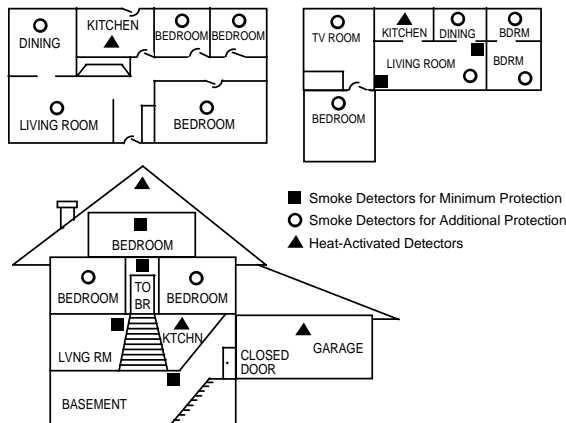 KITCHEN
DINING
BEDROOM
BEDROOM
LIVING ROOM
BEDROOM
TV ROOM
KITCHEN
DINING
BDRM
LIVING ROOM
BDRM
BEDROOM
Smoke Detectors for Minimum Protection
Smoke Detectors for Additional Protection
Heat-Activated Detectors
BEDROOM
BEDROOM
TO
BR
BEDROOM
LVNG RM
KTCHN
CLOSED
DOOR
GARAGE
BASEMENT